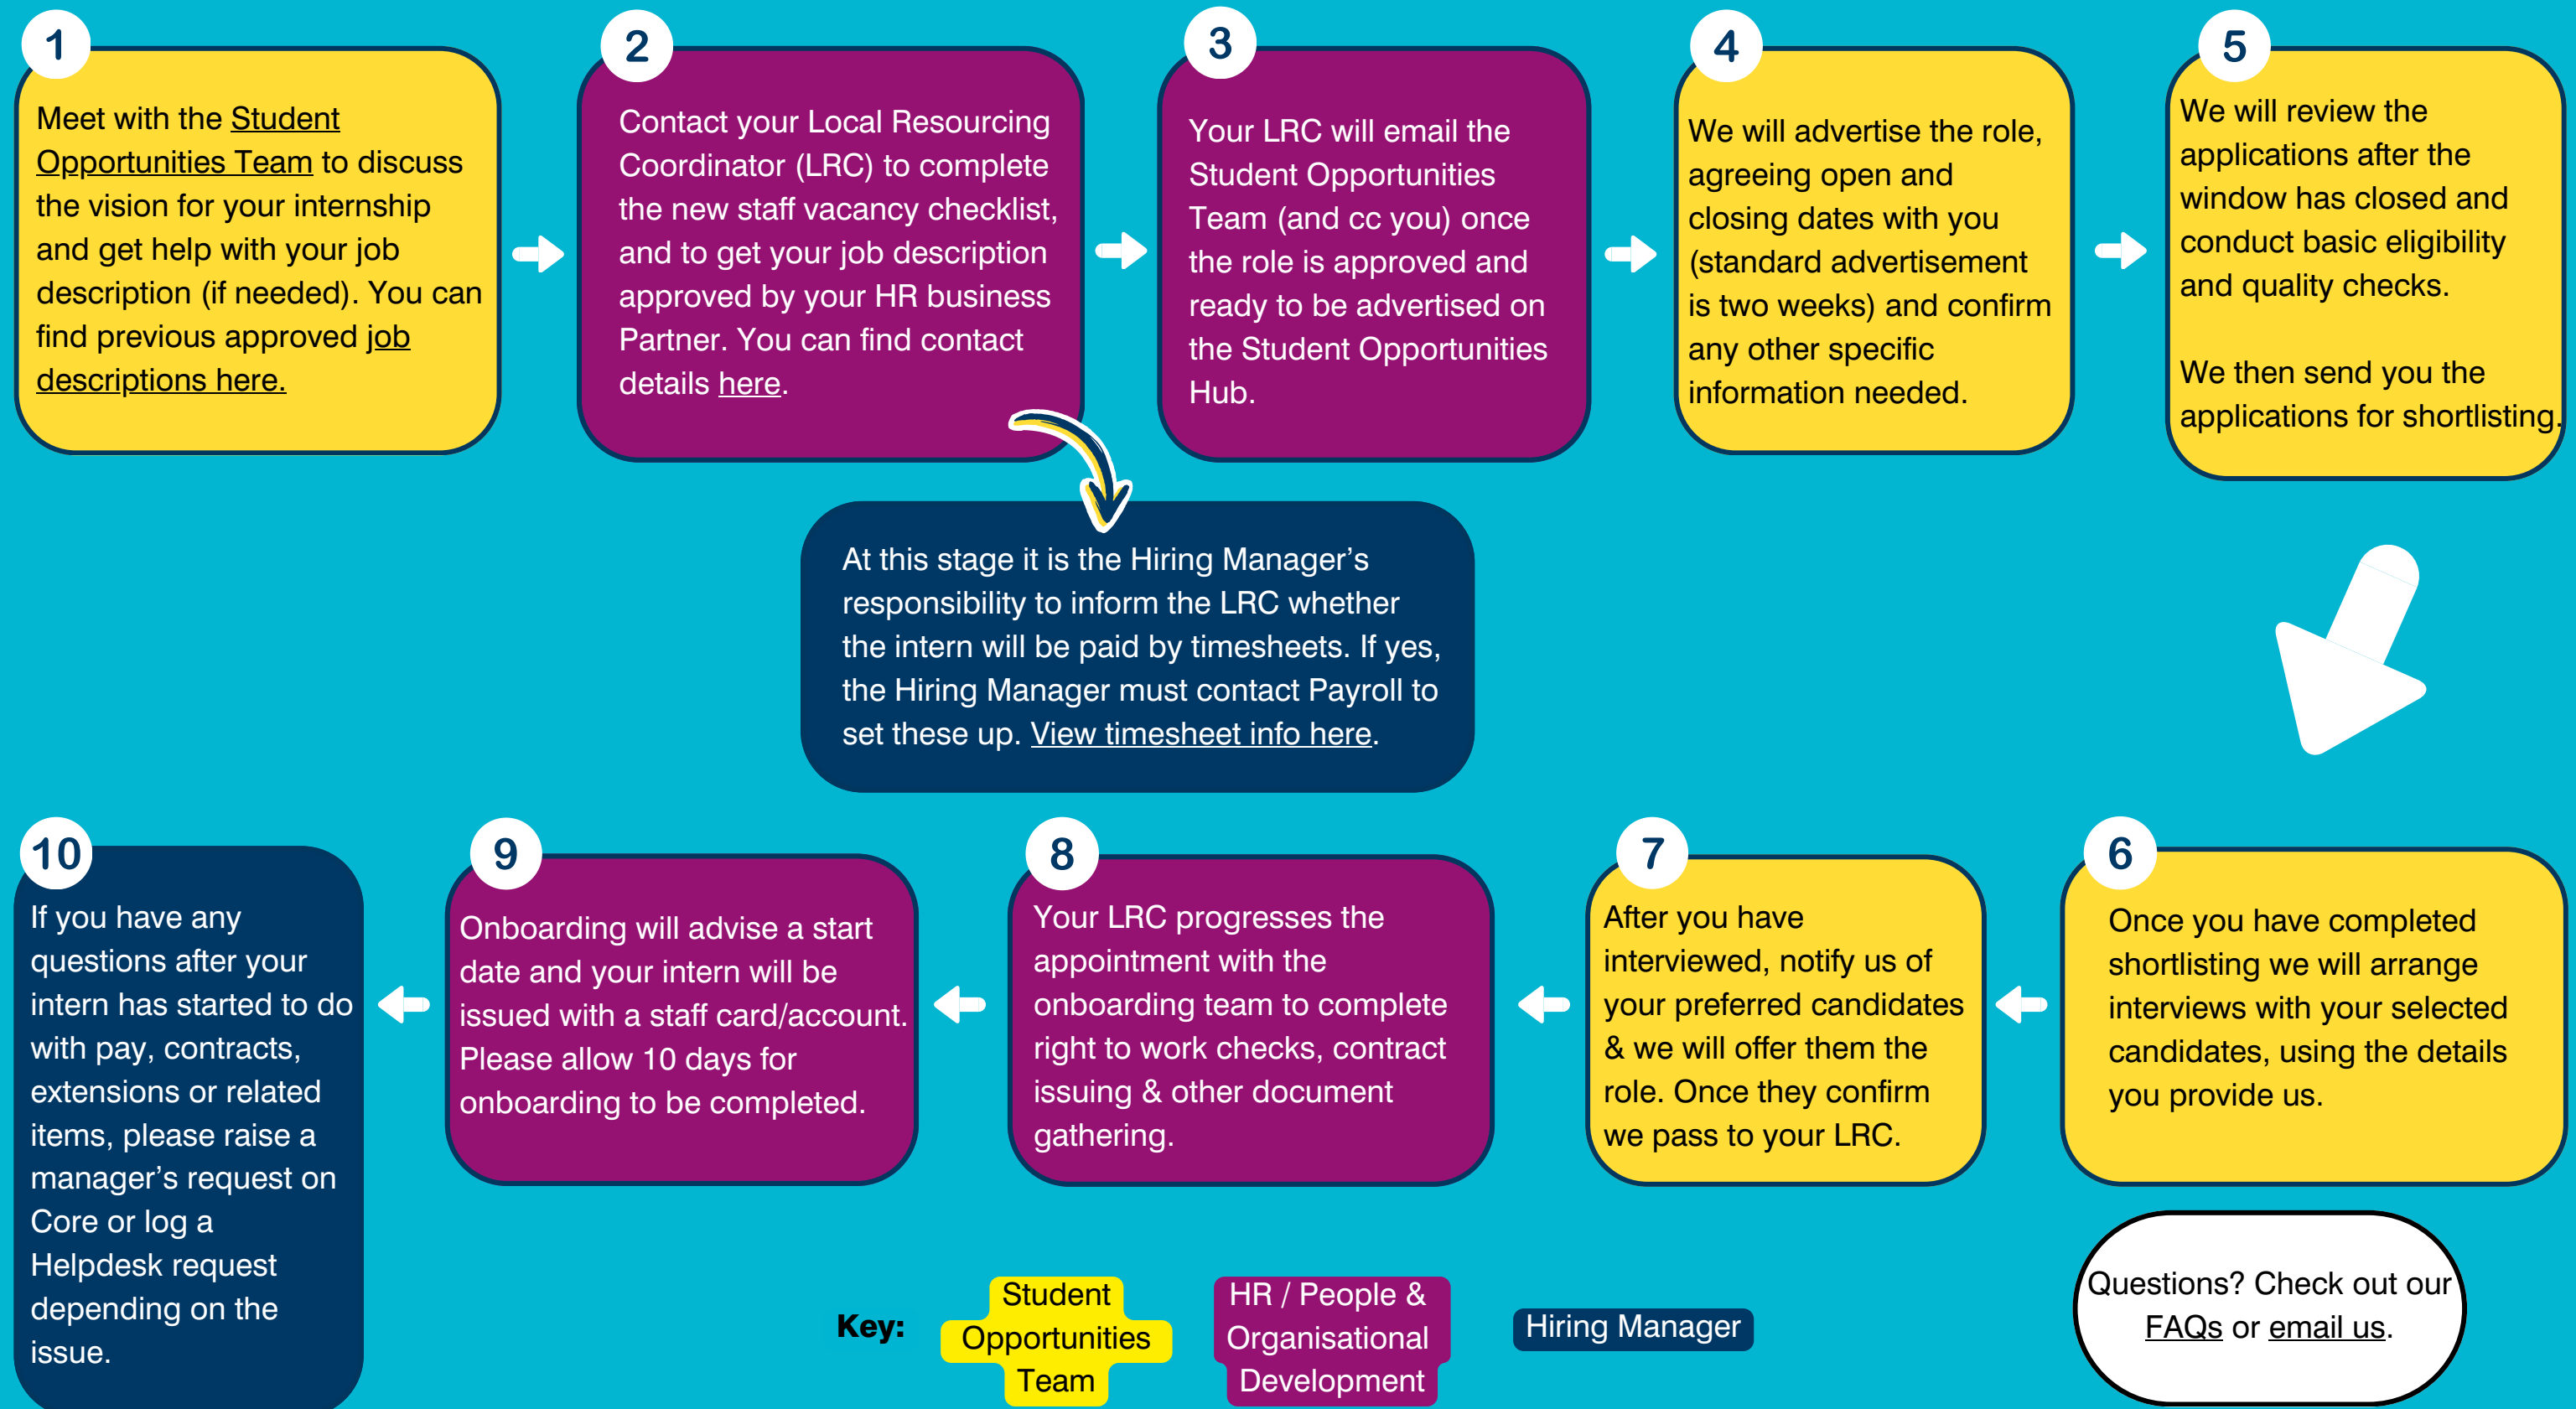 1
Meet with the Student
Opportunities Team to discuss
the vision for your internship
and get help with your job
description (if needed). You can
find previous approved job
descriptions here.
2
Contact your Local Resourcing
Coordinator (LRC) to complete
the new staff vacancy checklist,
and to get your job description
approved by your HR business
Partner. You can find contact
details here.
3
Your LRC will email the
Student Opportunities
Team (and cc you) once
the role is approved and
ready to be advertised on
the Student Opportunities
Hub.
4
We will advertise the role,
agreeing open and
closing dates with you
(standard advertisement
is two weeks) and confirm
any other specific
information needed.
5
We will review the
applications after the
window has closed and
conduct basic eligibility
and quality checks.
We then send you the
applications for shortlisting.
At this stage it is the Hiring Manager’s
responsibility to inform the LRC whether
the intern will be paid by timesheets. If yes,
the Hiring Manager must contact Payroll to
set these up. View timesheet info here.
6
Once you have completed
shortlisting we will arrange
interviews with your selected
candidates, using the details
you provide us.
7
After you have
interviewed, notify us of
your preferred candidates
& we will offer them the
role. Once they confirm
we pass to your LRC.
8
Your LRC progresses the
appointment with the
onboarding team to complete
right to work checks, contract
issuing & other document
gathering.
9
Onboarding will advise a start
date and your intern will be
issued with a staff card/account.
Please allow 10 days for
onboarding to be completed.
10
If you have any
questions after your
intern has started to do
with pay, contracts,
extensions or related
items, please raise a
manager’s request on
Core or log a
Helpdesk request
depending on the
issue.
Key:
Student
Opportunities
Team
HR / People &
Organisational
Development
Hiring Manager
Questions? Check out our
FAQs or email us.